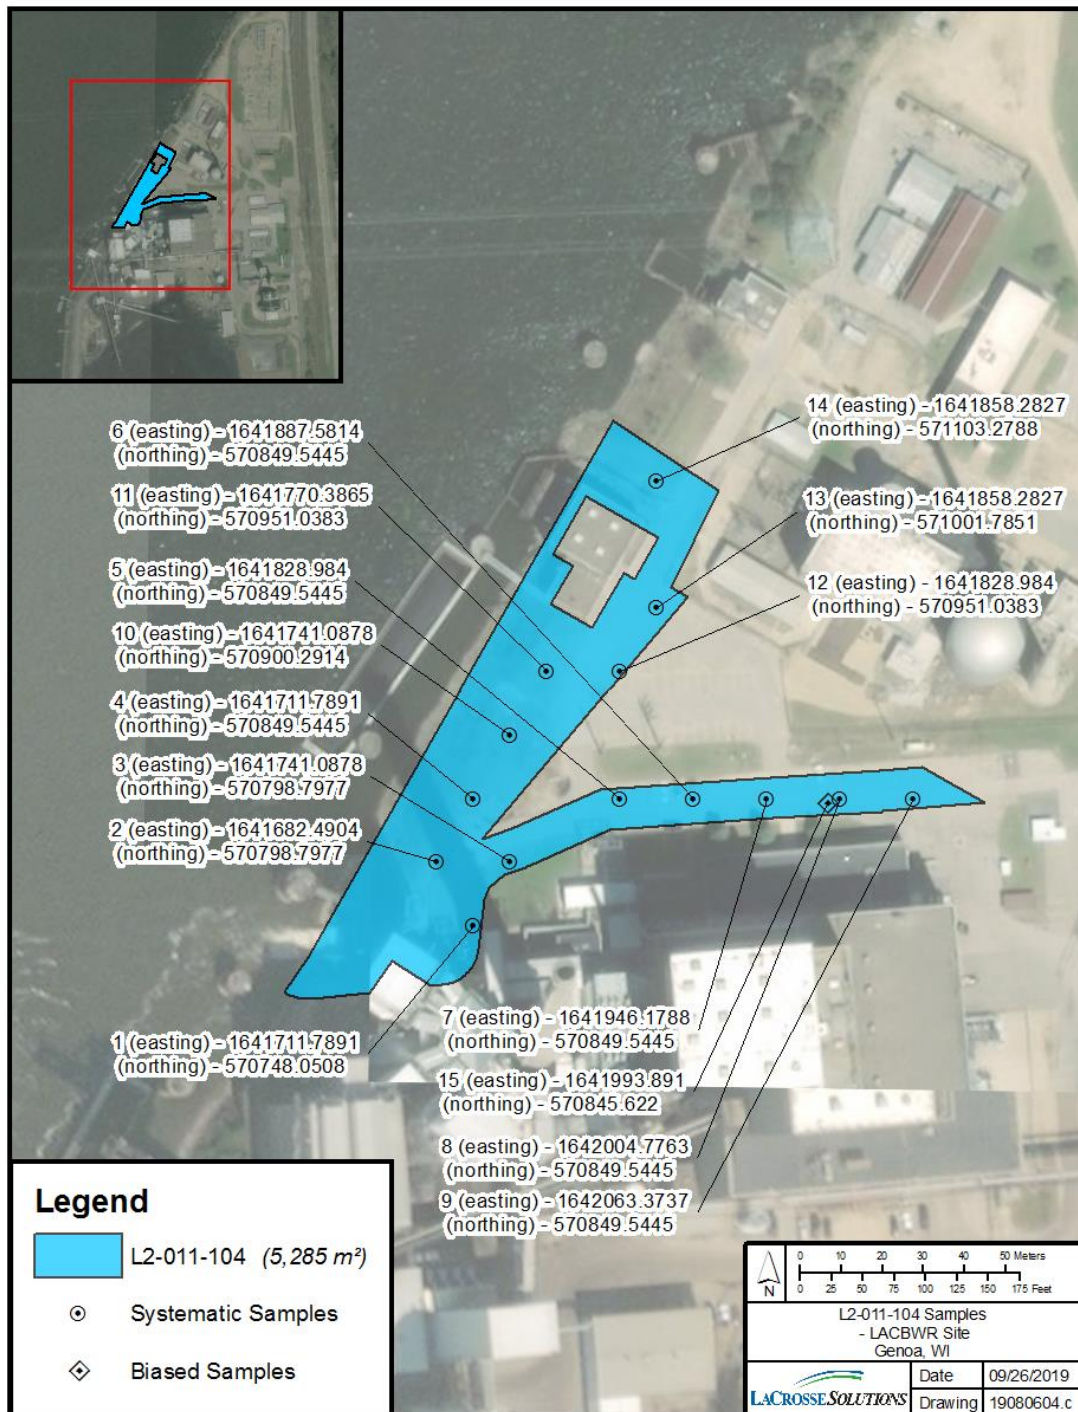 6 (easting) - 1641887.5814
(northing) - 570849.5445
11 (easting) - 1641770.3865
(northing) - 570951.0383
5 (easting) - 1641828.984
(northing) - 570849.5445
10 (easting) - 1641741.0878
(northing) - 570900.2914
4 (easting) - 1641711.7891
(northing) - 570849.5445
3 (easting) - 1641741.0878
(northing) - 570798.7977
2 (easting) - 1641682.4904
(northing) - 570798.7977
1 (easting) - 1641711.7891
(northing) - 570748.0508
14 (easting) - 1641858.2827
(northing) - 571103.2788
13 (easting) - 1641858.2827
(northing) - 571001.7851
12 (easting) - 1641828.984
(northing) - 570951.0383
7 (easting) - 1641946.1788
(northing) - 570849.5445
15 (easting) - 1641993.891
(northing) - 570845.622
8 (easting) - 1642004.7763
(northing) - 570849.5445
9 (easting) - 1642063.3737
(northing) - 570849.5445
Legend
L2-011-104 (5,285 m²)
Systematic Samples
Biased Samples
N
0 10 20 30 40 50 Meters
0 25 50 75 100 125 150 175 Feet
L2-011-104 Samples
- LACBWR Site
Genoa, WI
LACROSSESOLUTIONS
Date 09/26/2019
Drawing 19080604.c